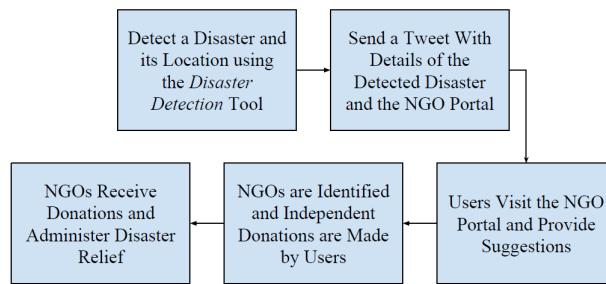 Detect a Disaster and
its Location using
the Disaster
Detection Tool
Send a Tweet With
Details of the
Detected Disaster
and the NGO Portal
Users Visit the NGO
Portal and Provide
Suggestions
NGOs are Identified
and Independent
Donations are Made
by Users
NGOs Receive
Donations and
Administer Disaster
Relief